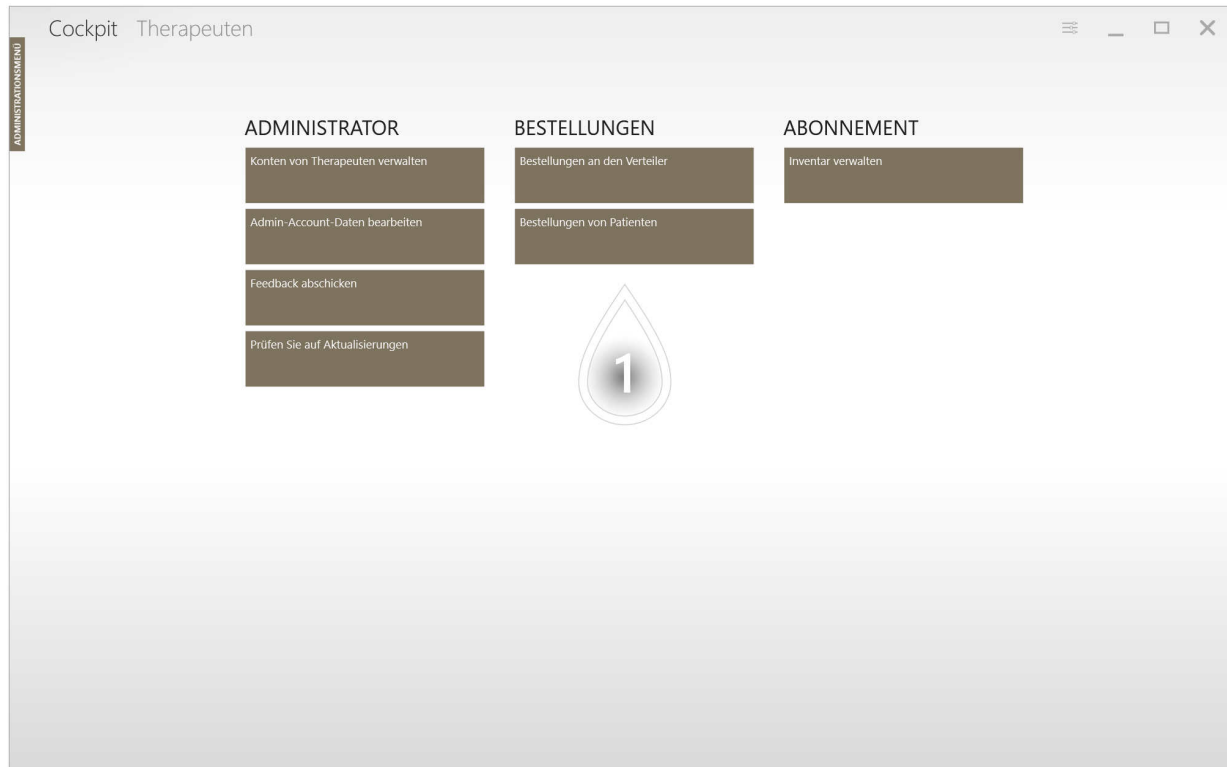 Cockpit Therapeuten
ADMINISTRATIONSMENÜ
ADMINISTRATOR
Konten von Therapeuten verwalten
Admin-Account-Daten bearbeiten
Feedback abschicken
Prüfen Sie auf Aktualisierungen
BESTELLUNGEN
Bestellungen an den Verteiler
Bestellungen von Patienten
1
ABONNEMENT
Inventar verwalten